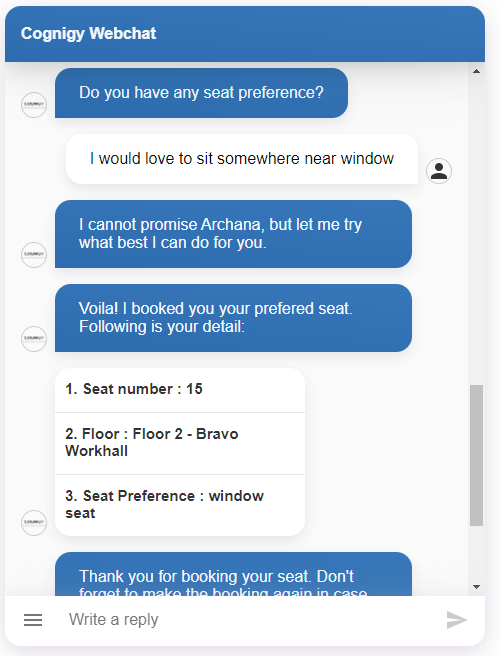 Cognigy Webchat
Do you have any seat preference?
I would love to sit somewhere near window
I cannot promise Archana, but let me try
what best I can do for you.
Voila! I booked you your prefered seat.
Following is your detail:
1. Seat number : 15
2. Floor : Floor 2 - Bravo
Workhall
3. Seat Preference : window
seat
Thank you for booking your seat. Don't
forget to make the booking again in case
Write a reply